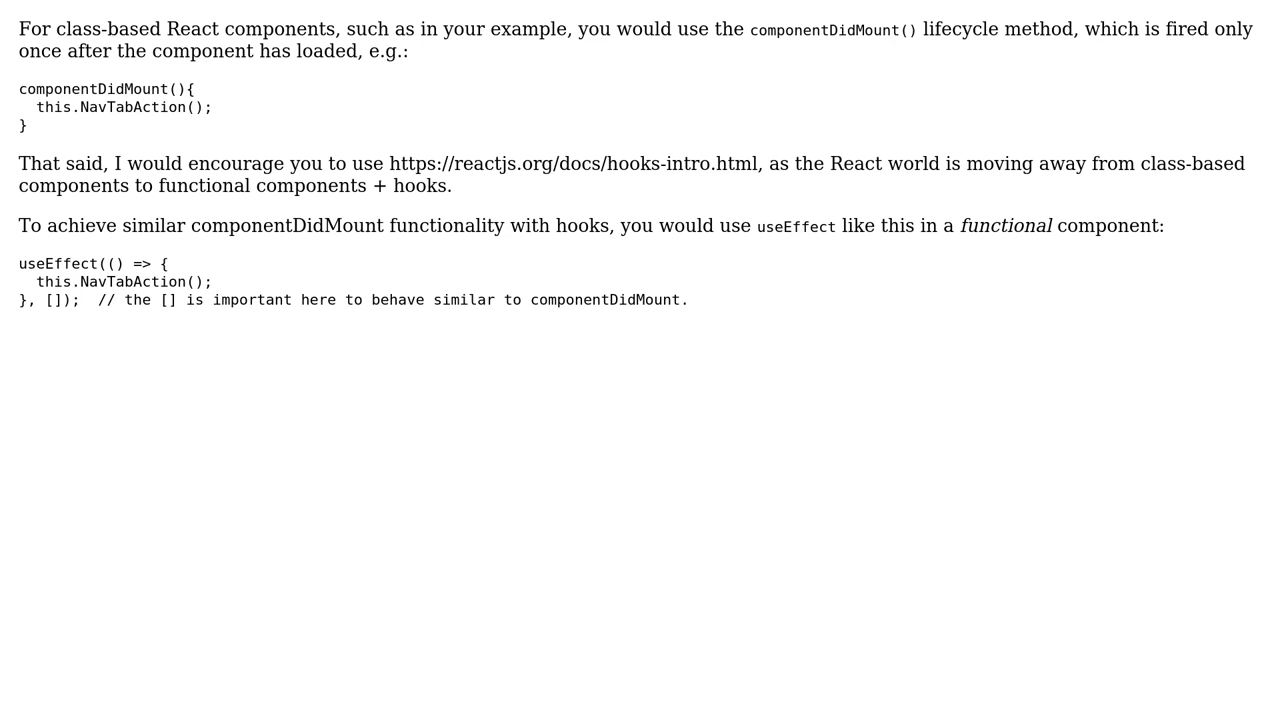 For class-based React components, such as in your example, you would use the componentDidMount() lifecycle method, which is fired only
once after the component has loaded, e.g.:
componentDidMount(){
  this.NavTabAction();
}
That said, I would encourage you to use https://reactjs.org/docs/hooks-intro.html, as the React world is moving away from class-based
components to functional components + hooks.
To achieve similar componentDidMount functionality with hooks, you would use useEffect like this in a functional component:
useEffect(() => {
  this.NavTabAction();
}, []);  // the [] is important here to behave similar to componentDidMount.